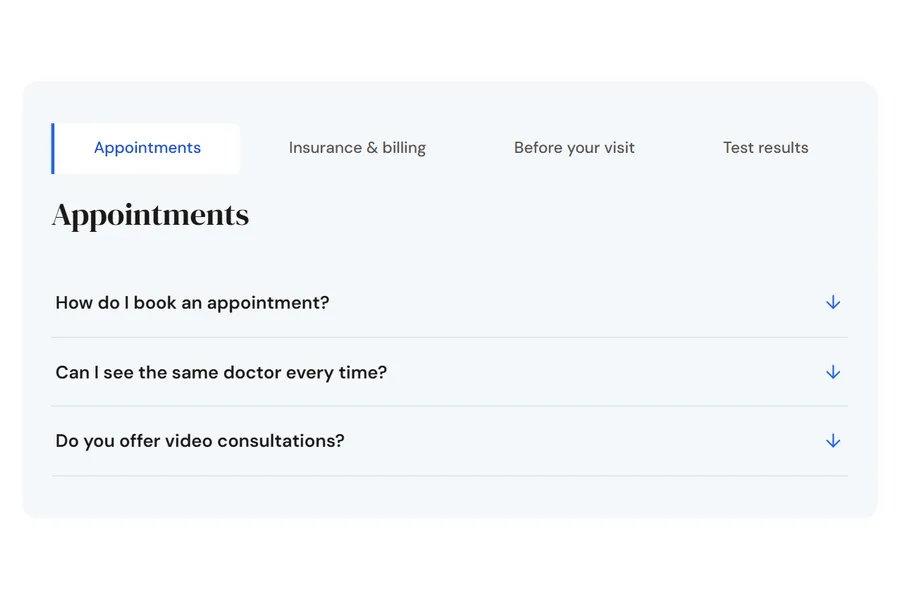 Appointments
Insurance & billing
Before your visit
Test results
Appointments
How do I book an appointment?
Can I see the same doctor every time?
Do you offer video consultations?